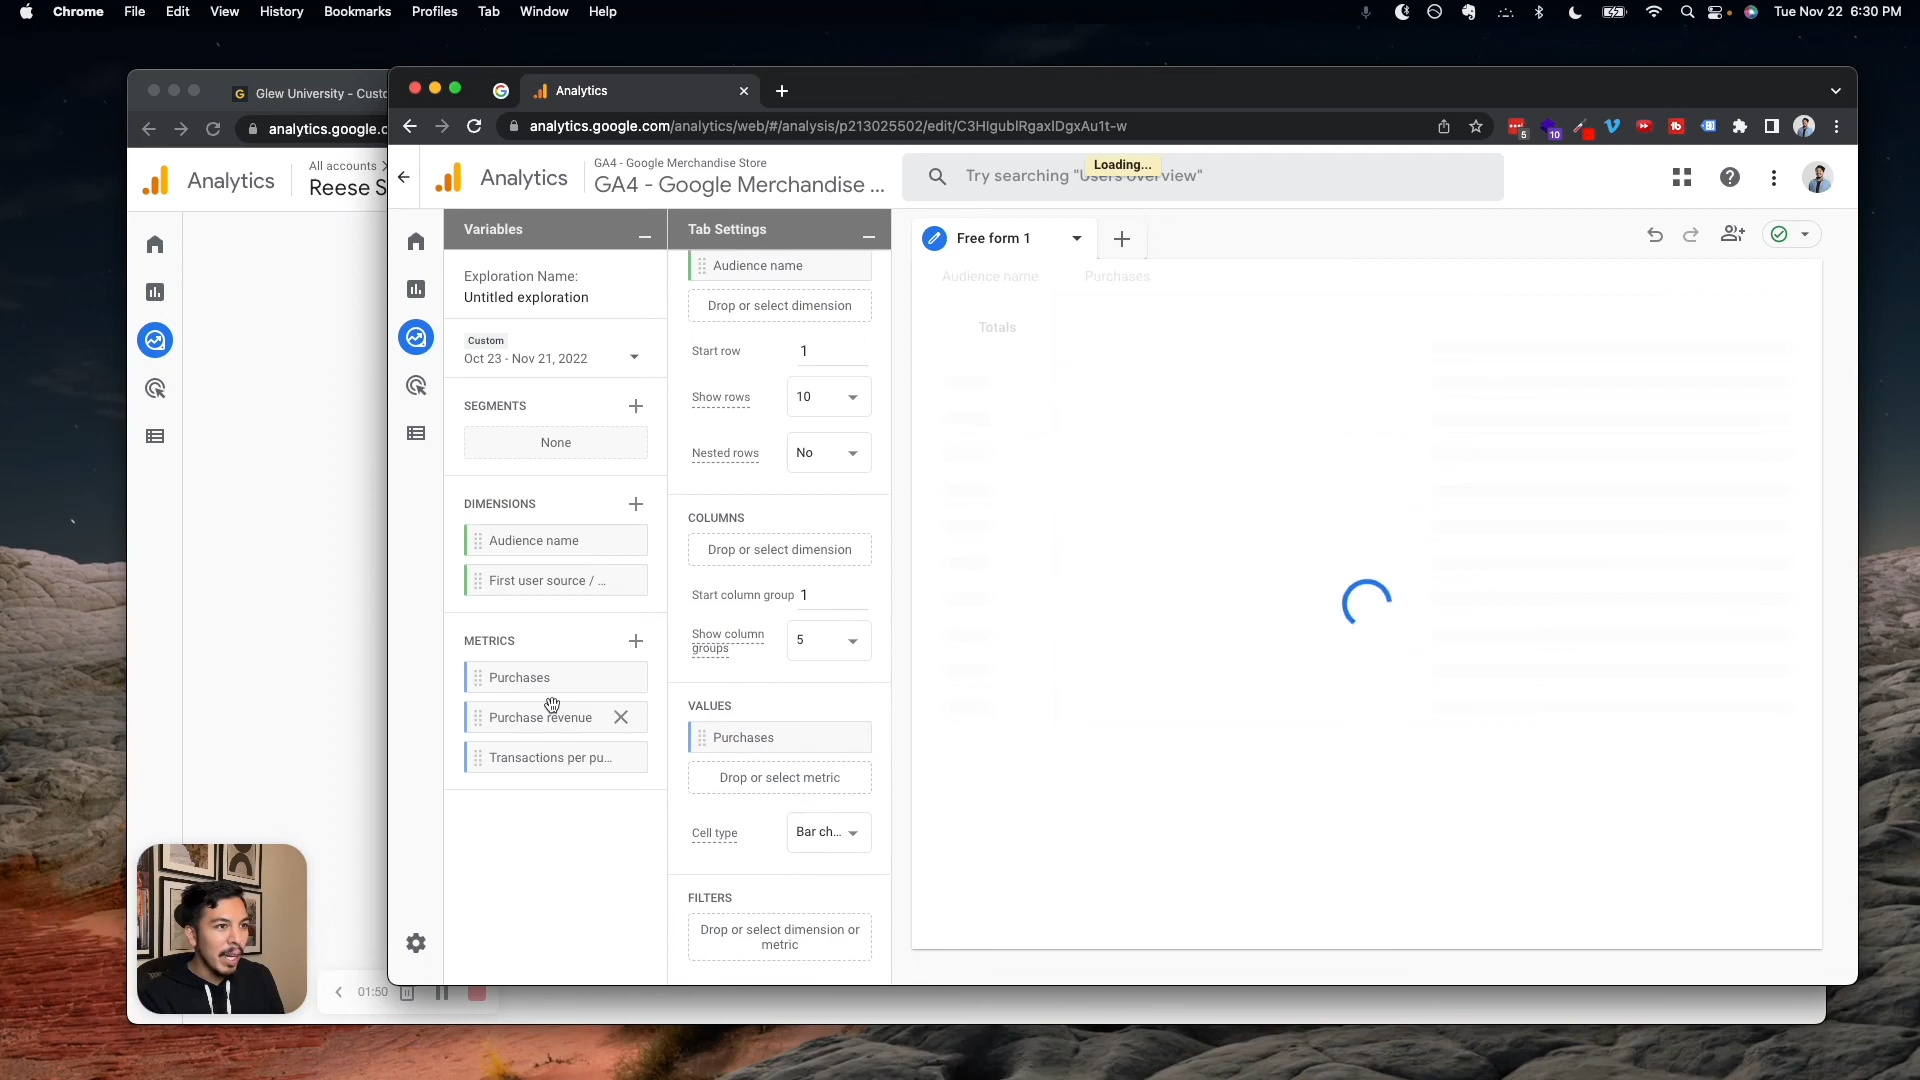 Chrome File Edit View History Bookmarks Profiles Tab Window Help
Tue Nov 22 6:30 PM
G Glew University - Custo
analytics.google.c
Analytics
All accounts >
Reese S
Analytics
analytics.google.com/analytics/web/#/analysis/p213025502/edit/C3HIgublRgaxIDgxAu1t-w
5
10
Analytics
GA4 - Google Merchandise Store
GA4 - Google Merchandise ...
Try searching "Users overview"
Loading...
Variables
Exploration Name:
Untitled exploration
Custom
Oct 23 - Nov 21, 2022
SEGMENTS
None
DIMENSIONS
Audience name
First user source / ...
METRICS
Purchases
Purchase revenue
Transactions per pu...
Tab Settings
Audience name
Drop or select dimension
Start row 1
Show rows 10
Nested rows No
COLUMNS
Drop or select dimension
Start column group 1
Show column
groups
5
VALUES
Purchases
Drop or select metric
Cell type Bar ch...
FILTERS
Drop or select dimension or
metric
Free form 1
Audience name Purchases
Totals
01:50